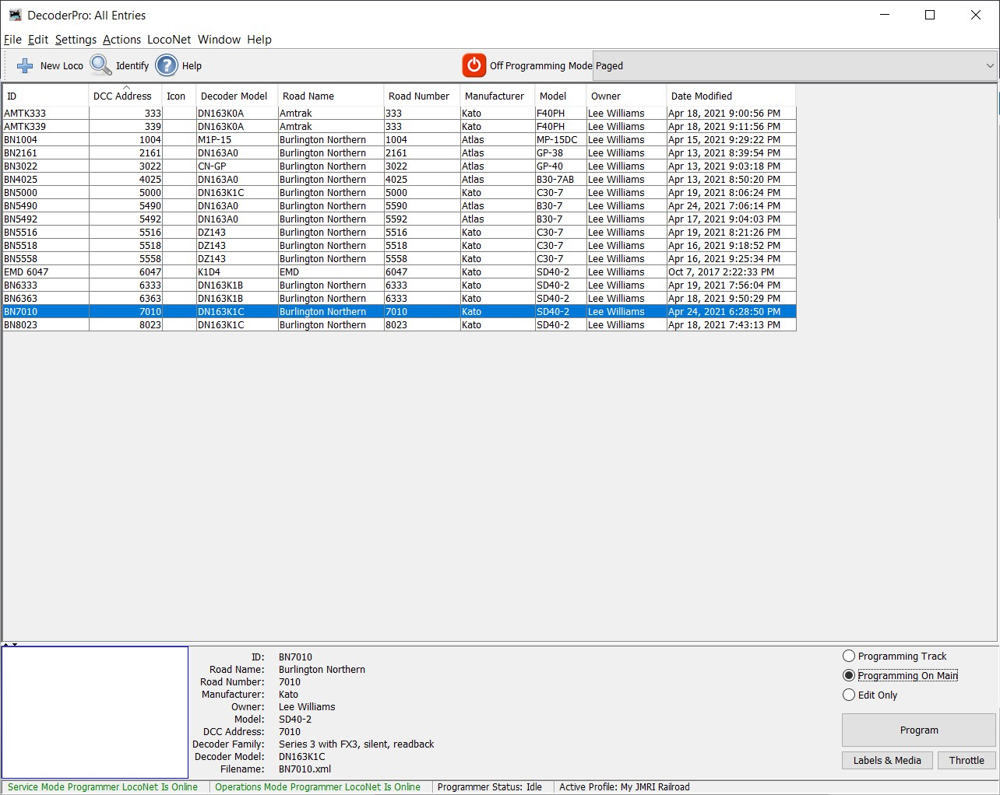 DecoderPro: All Entries
File Edit Settings Actions LocoNet Window Help
New Loco Identify Help Off Programming Mode Paged
ID DCC Address Icon Decoder Model Road Name Road Number Manufacturer Model Owner Date Modified
AMTK333 333 DN163K0A Amtrak 333 Kato F40PH Lee Williams Apr 18, 2021 9:00:56 PM
AMTK339 339 DN163K0A Amtrak 333 Kato F40PH Lee Williams Apr 18, 2021 9:11:56 PM
BN1004 1004 M1P-15 Burlington Northern 1004 Atlas MP-15DC Lee Williams Apr 15, 2021 9:29:22 PM
BN2161 2161 DN163A0 Burlington Northern 2161 Atlas GP-38 Lee Williams Apr 13, 2021 8:39:54 PM
BN3022 3022 CN-GP Burlington Northern 3022 Atlas GP-40 Lee Williams Apr 13, 2021 9:03:18 PM
BN4025 4025 DN163A0 Burlington Northern 4025 Atlas B30-7AB Lee Williams Apr 13, 2021 8:50:20 PM
BN5000 5000 DN163K1C Burlington Northern 5000 Kato C30-7 Lee Williams Apr 19, 2021 8:06:24 PM
BN5490 5490 DN163A0 Burlington Northern 5590 Atlas B30-7 Lee Williams Apr 24, 2021 7:06:14 PM
BN5492 5492 DN163A0 Burlington Northern 5592 Atlas B30-7 Lee Williams Apr 17, 2021 9:04:03 PM
BN5516 5516 DZ143 Burlington Northern 5516 Kato C30-7 Lee Williams Apr 19, 2021 8:21:26 PM
BN5518 5518 DZ143 Burlington Northern 5518 Kato C30-7 Lee Williams Apr 16, 2021 9:18:52 PM
BN5558 5558 DZ143 Burlington Northern 5558 Kato C30-7 Lee Williams Apr 16, 2021 9:25:34 PM
EMD 6047 6047 K1D4 EMD 6047 Kato SD40-2 Lee Williams Oct 7, 2017 2:22:33 PM
BN6333 6333 DN163K1B Burlington Northern 6333 Kato SD40-2 Lee Williams Apr 19, 2021 7:56:04 PM
BN6363 6363 DN163K1B Burlington Northern 6333 Kato SD40-2 Lee Williams Apr 18, 2021 9:50:29 PM
BN7010 7010 DN163K1C Burlington Northern 7010 Kato SD40-2 Lee Williams Apr 24, 2021 6:28:50 PM
BN8023 8023 DN163K1C Burlington Northern 8023 Kato SD40-2 Lee Williams Apr 18, 2021 7:43:13 PM
ID: BN7010
Road Name: Burlington Northern
Road Number: 7010
Manufacturer: Kato
Owner: Lee Williams
Model: SD40-2
DCC Address: 7010
Decoder Family: Series 3 with FX3, silent, readback
Decoder Model: DN163K1C
Filename: BN7010.xml
Programming Track
Programming On Main
Edit Only
Program
Labels & Media Throttle
Service Mode Programmer LocoNet Is Online Operations Mode Programmer LocoNet Is Online Programmer Status: Idle Active Profile: My JMRI Railroad